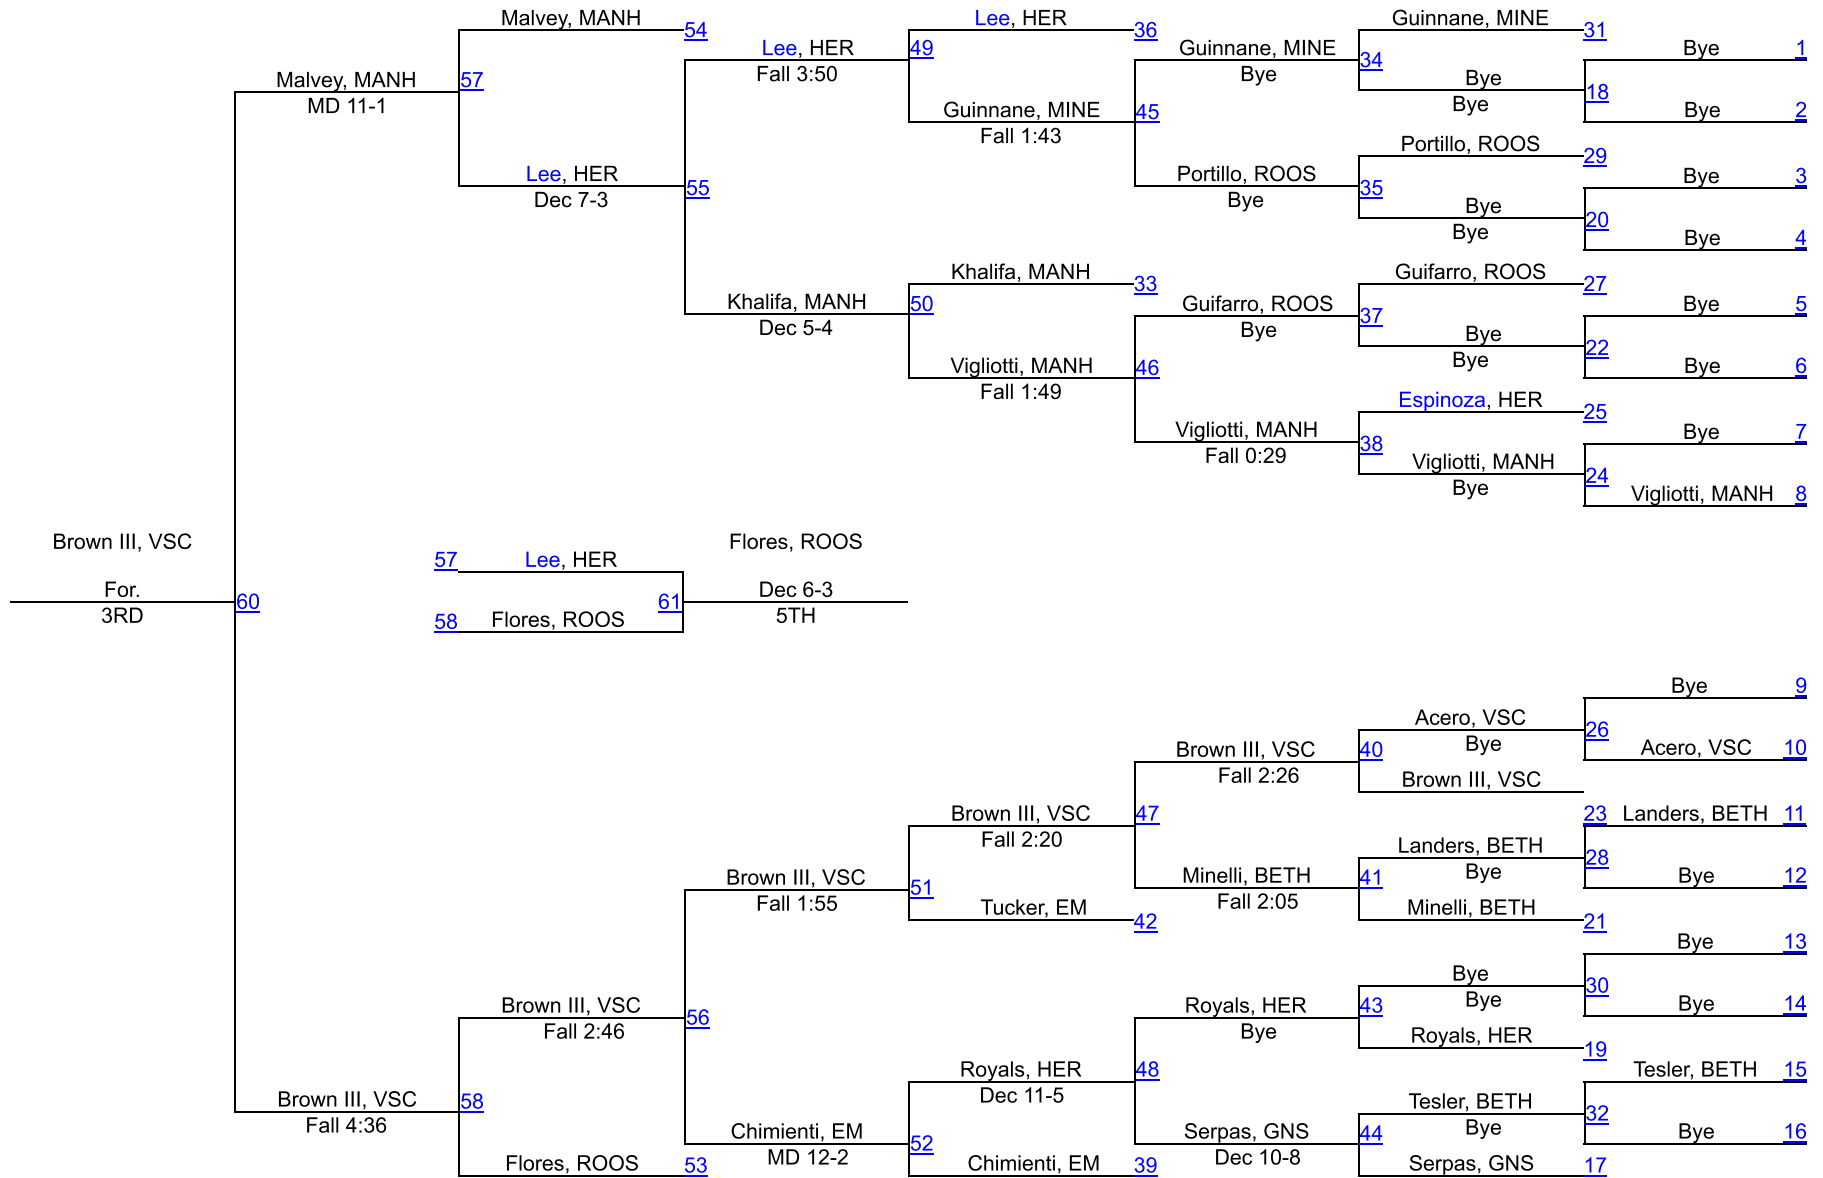 Malvey, MANH
54
Lee, HER
36
Guinnane, MINE
31
Lee, HER
49
Guinnane, MINE
34
Bye
1
Fall 3:50
Bye
Malvey, MANH
57
Bye
18
MD 11-1
Bye
Guinnane, MINE
45
Bye
2
Fall 1:43
Portillo, ROOS
29
Lee, HER
55
Portillo, ROOS
35
Bye
3
Dec 7-3
Bye
Bye
20
Bye
Bye
4
Khalifa, MANH
33
Guifarro, ROOS
27
Khalifa, MANH
50
Guifarro, ROOS
37
Bye
5
Dec 5-4
Bye
Bye
22
Bye
Vigliotti, MANH
46
Bye
6
Fall 1:49
Espinoza, HER
25
Vigliotti, MANH
38
Bye
7
Fall 0:29
Vigliotti, MANH
24
Bye
Vigliotti, MANH
8
Brown III, VSC
Flores, ROOS
57
Lee, HER
For.
60
61
Dec 6-3
3RD
58
Flores, ROOS
5TH
Bye
9
Acero, VSC
26
Bye
Brown III, VSC
40
Acero, VSC
10
Fall 2:26
Brown III, VSC
Brown III, VSC
47
23
Landers, BETH
11
Fall 2:20
Landers, BETH
28
Bye
Brown III, VSC
51
Minelli, BETH
41
Bye
12
Fall 1:55
Fall 2:05
Tucker, EM
42
Minelli, BETH
21
Bye
13
Bye
30
Bye
Brown III, VSC
56
Royals, HER
43
Bye
14
Fall 2:46
Bye
Royals, HER
19
Royals, HER
48
Tesler, BETH
15
Dec 11-5
Brown III, VSC
58
Tesler, BETH
32
Fall 4:36
Bye
Chimienti, EM
52
Serpas, GNS
44
Bye
16
MD 12-2
Dec 10-8
Flores, ROOS
53
Chimienti, EM
39
Serpas, GNS
17